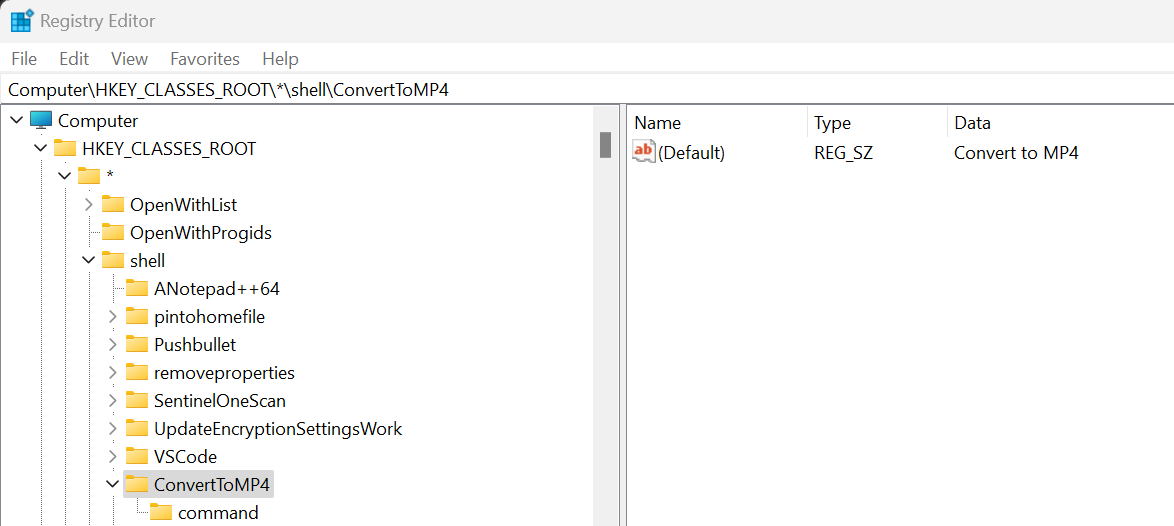 Registry Editor
File Edit View Favorites Help
Computer\HKEY_CLASSES_ROOT\*\shell\ConvertToMP4
Computer
HKEY_CLASSES_ROOT
*
OpenWithList
OpenWithProgids
shell
ANotepad++64
pintohomefile
Pushbullet
removeproperties
SentinelOneScan
UpdateEncryptionSettingsWork
VSCode
ConvertToMP4
command
Name Type Data
ab (Default) REG_SZ Convert to MP4